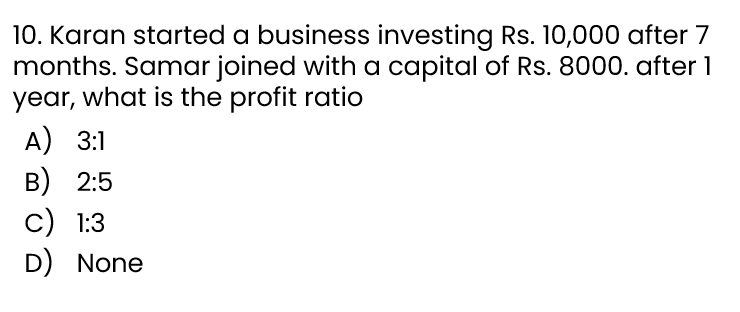 10. Karan started a business investing Rs. 10,000 after 7
months. Samar joined with a capital of Rs. 8000. after 1
year, what is the profit ratio
A) 3:1
B) 2:5
C) 1:3
D) None